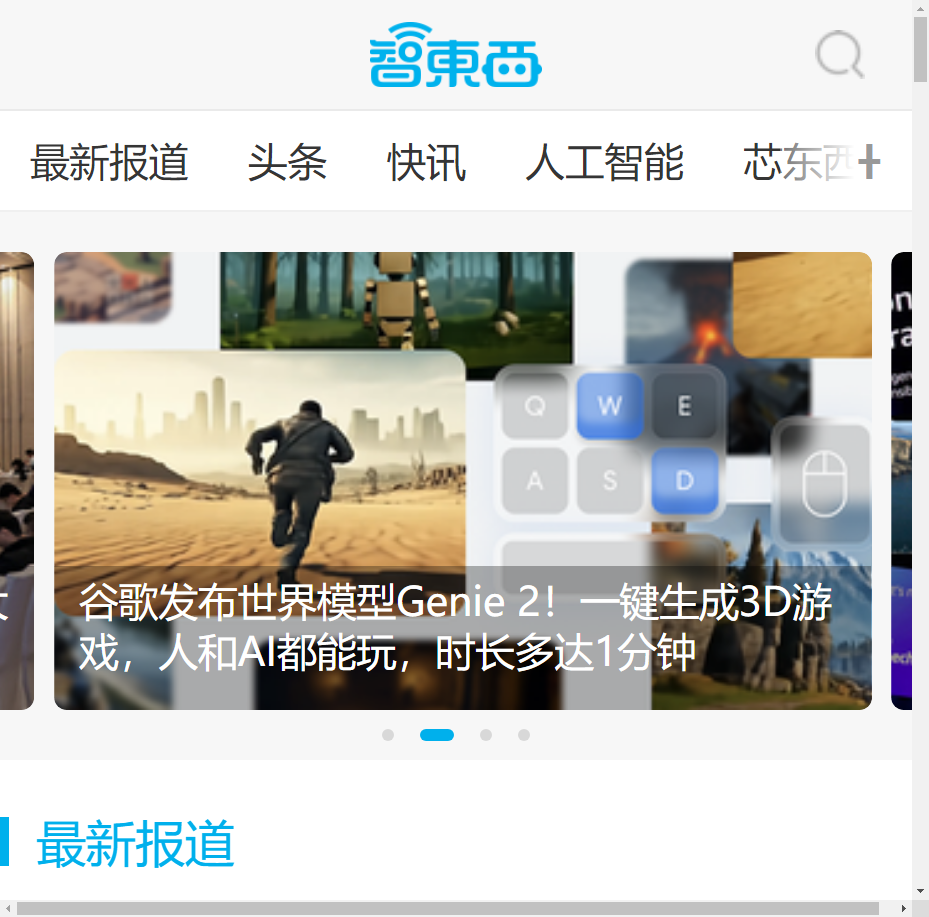 智東西
最新报道 头条 快讯 人工智能 芯东西
Q W E
A S D
谷歌发布世界模型Genie 2！一键生成3D游
戏，人和AI都能玩，时长多达1分钟
最新报道